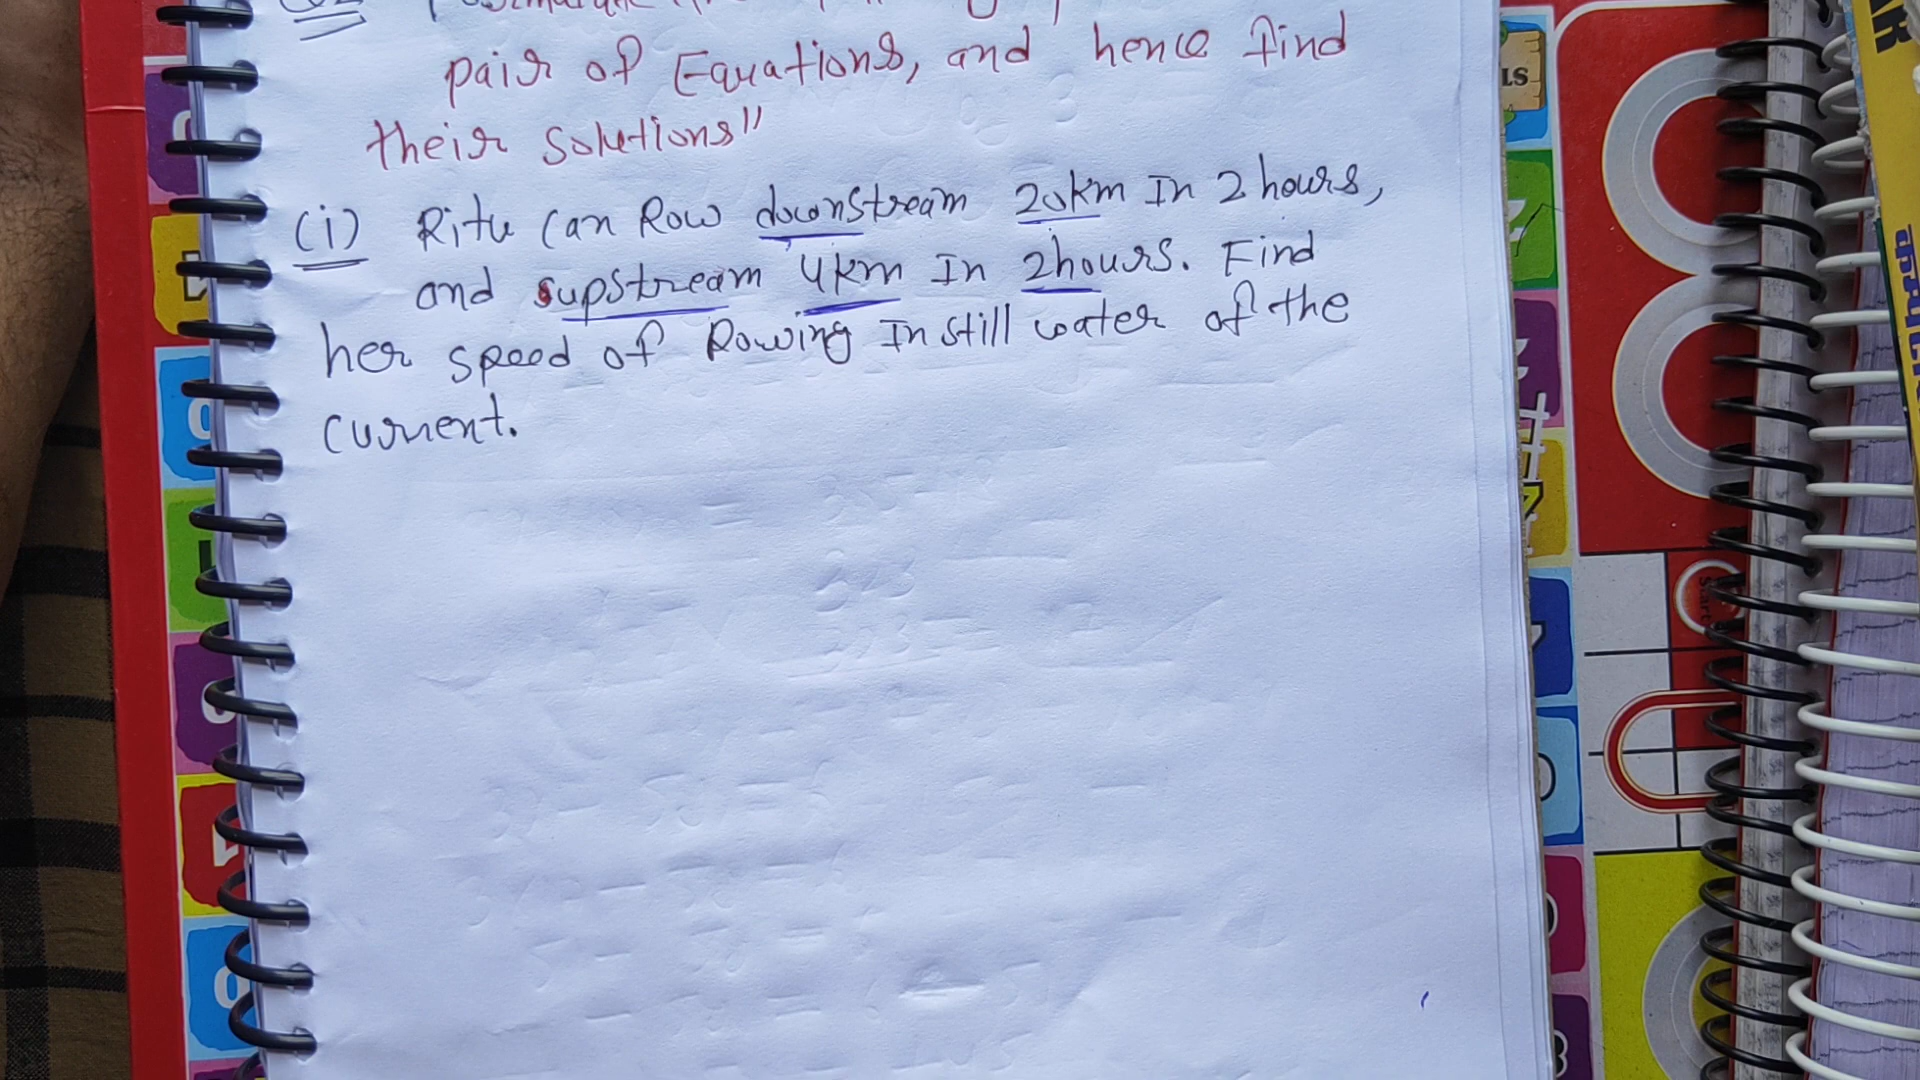 pair of Equations, and hence find
their solutions"
(i) Ritu can Row downstream 20km In 2 hours,
and supstream 4km In 2hours. Find
her speed of Rowing In still water of the
current.
LS